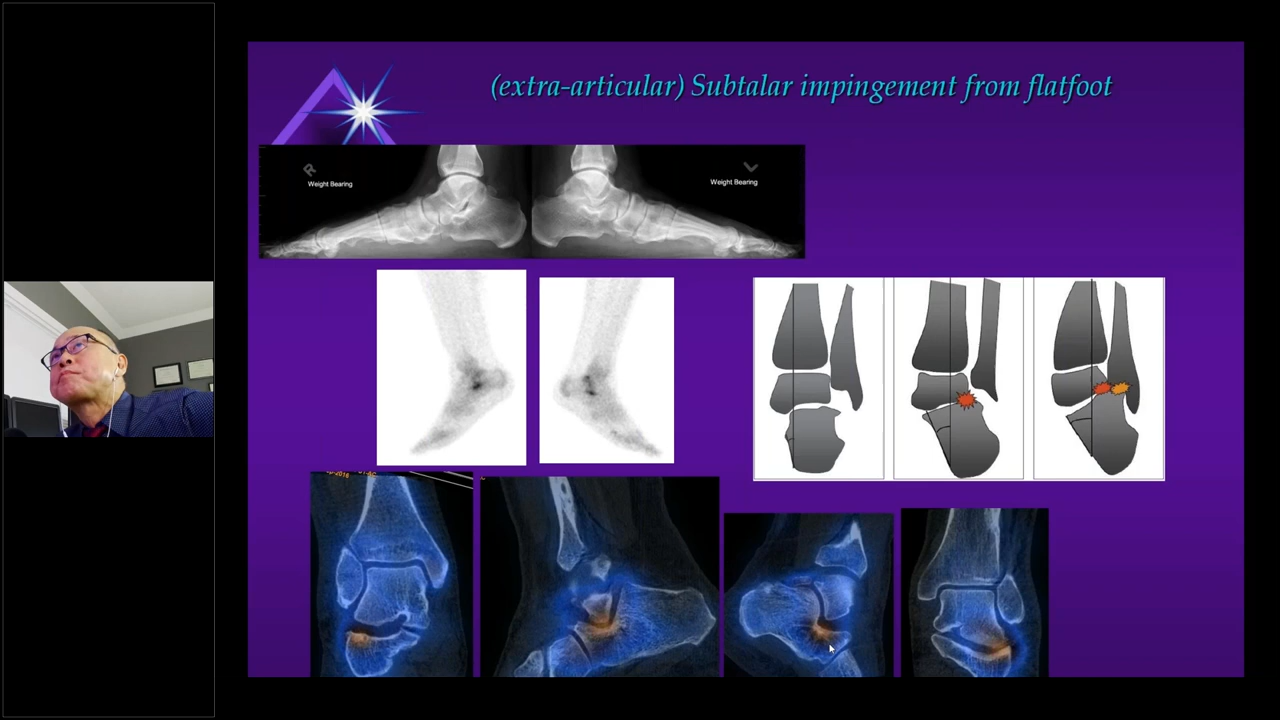 (extra-articular) Subtalar impingement from flatfoot
R
Weight Bearing
Weight Bearing